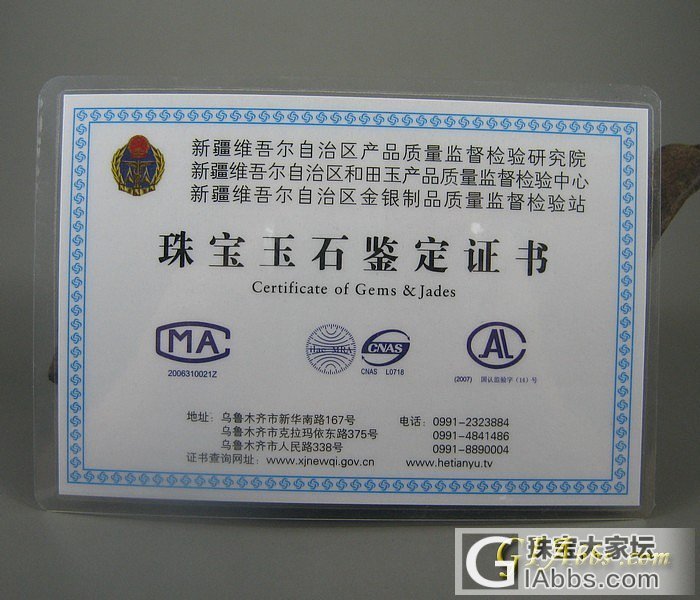 新疆维吾尔自治区产品质量监督检验研究院
新疆维吾尔自治区和田玉产品质量监督检验中心
新疆维吾尔自治区金银制品质量监督检验站
珠宝玉石鉴定证书
Certificate of Gems & Jades
MA
2006310021Z
ilac-MRA
CNAS
CNAS L0718
AL
(2007) 国认监验字(14)号
地址：乌鲁木齐市新华南路167号 电话：0991-2323884
乌鲁木齐市克拉玛依东路375号 0991-4841486
乌鲁木齐市人民路338号 0991-8890004
证书查询网址：www.xjnewqi.gov.cn www.hetianyu.tv
珠宝大家坛
GIAbbs.com